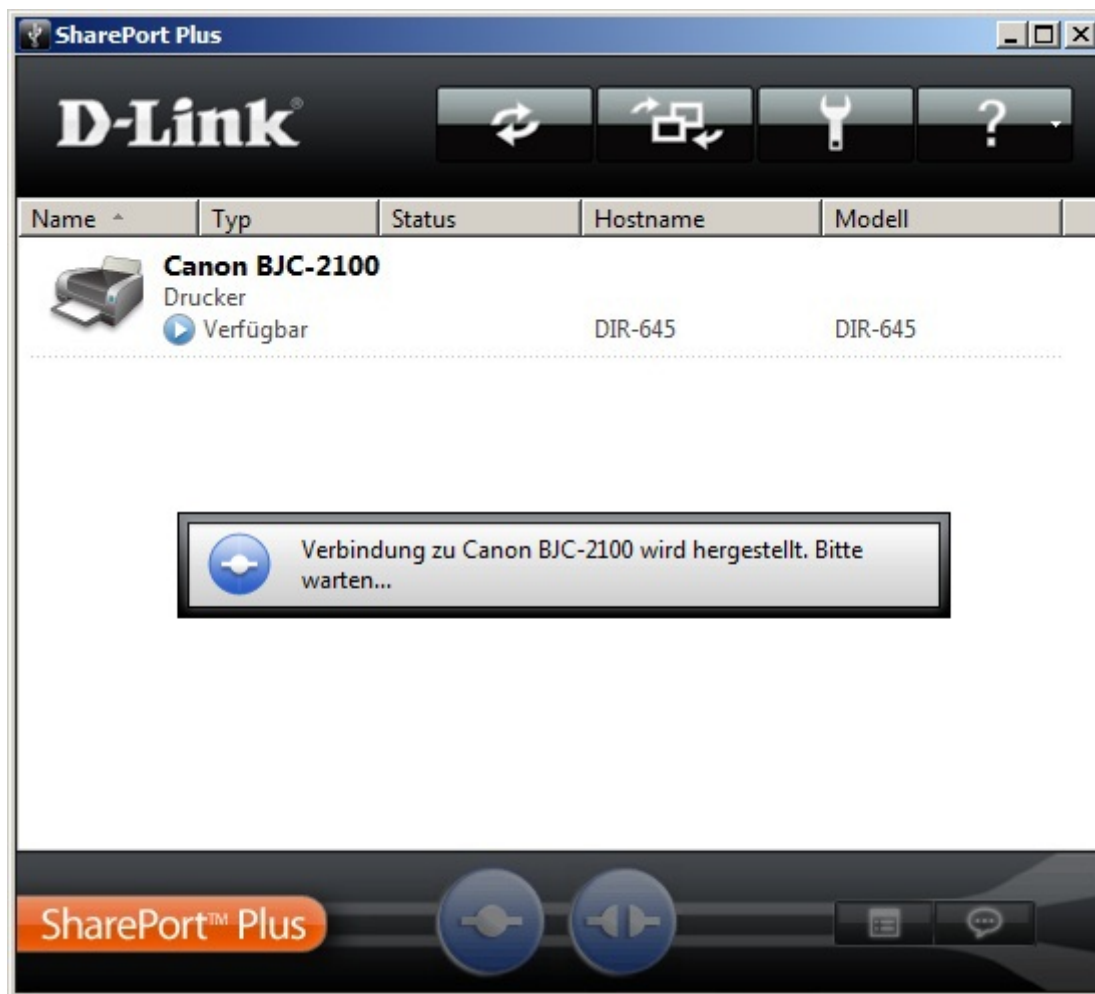 SharePort Plus
D-Link®
?
Name Typ Status Hostname Modell
Canon BJC-2100
Drucker
Verfügbar DIR-645 DIR-645
Verbindung zu Canon BJC-2100 wird hergestellt. Bitte
warten...
SharePort™ Plus